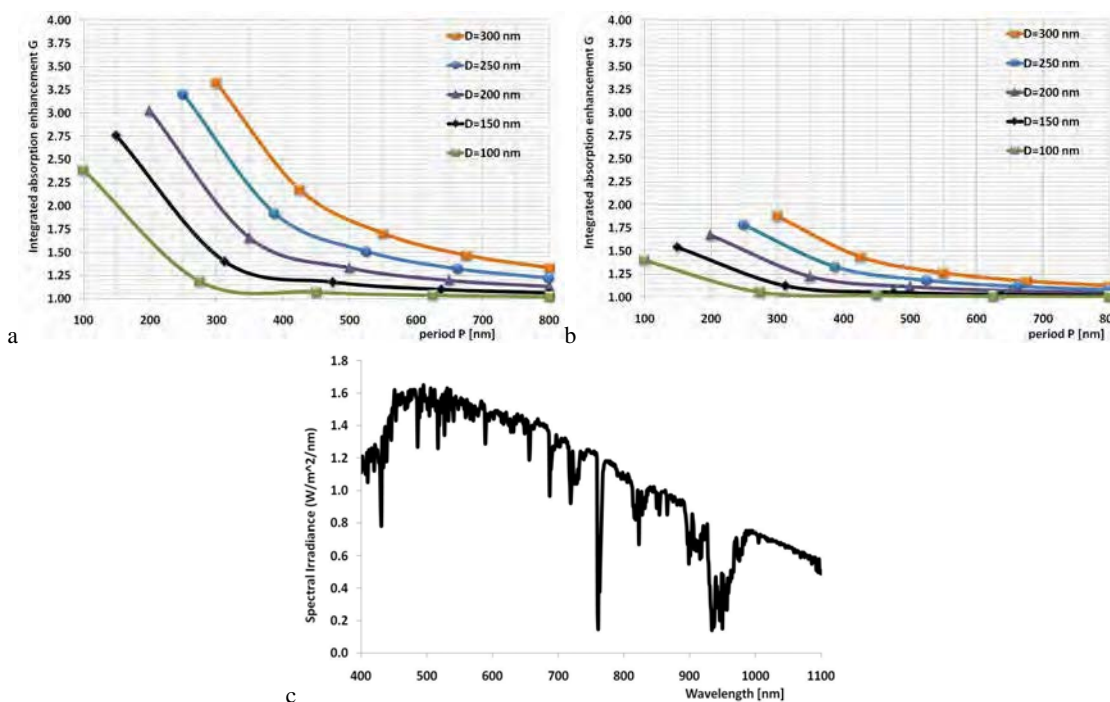 4.00
3.75
3.50
3.25
3.00
2.75
2.50
2.25
2.00
1.75
1.50
1.25
1.00
Integrated absorption enhancement G
D=300 nm
D=250 nm
D=200 nm
D=150 nm
D=100 nm
100 200 300 400 500 600 700 800
period P [nm]
a
4.00
3.75
3.50
3.25
3.00
2.75
2.50
2.25
2.00
1.75
1.50
1.25
1.00
Integrated absorption enhancement G
D=300 nm
D=250 nm
D=200 nm
D=150 nm
D=100 nm
100 200 300 400 500 600 700 80
period P [nm]
b
1.8
1.6
1.4
1.2
1.0
0.8
0.6
0.4
0.2
0.0
Spectral Irradiance (W/m^2/nm)
400 500 600 700 800 900 1000 1100
Wavelength [nm]
c